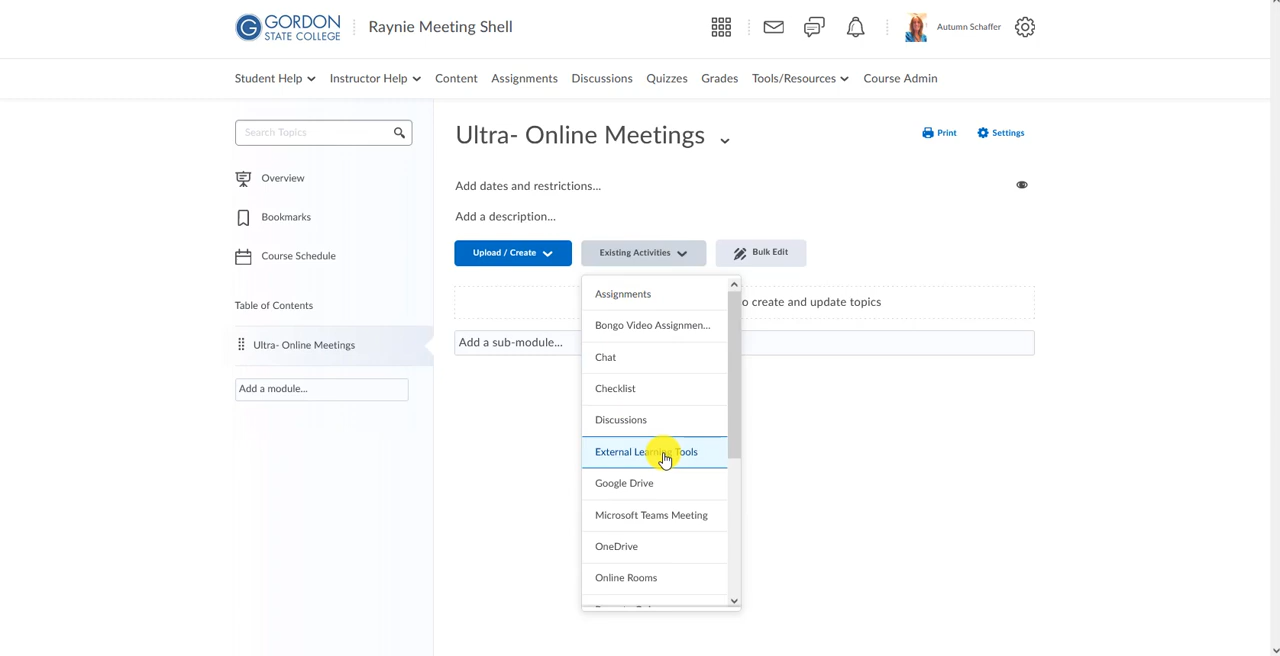 GORDON
STATE COLLEGE
Raynie Meeting Shell
Autumn Schaffer
Student Help
Instructor Help
Content
Assignments
Discussions
Quizzes
Grades
Tools/Resources
Course Admin
Search Topics
Overview
Bookmarks
Course Schedule
Table of Contents
Ultra- Online Meetings
Add a module...
Ultra- Online Meetings
Print
Settings
Add dates and restrictions...
Add a description...
Upload / Create
Existing Activities
Bulk Edit
o create and update topics
Add a sub-module...
Assignments
Bongo Video Assignmen...
Chat
Checklist
Discussions
External Learning Tools
Google Drive
Microsoft Teams Meeting
OneDrive
Online Rooms